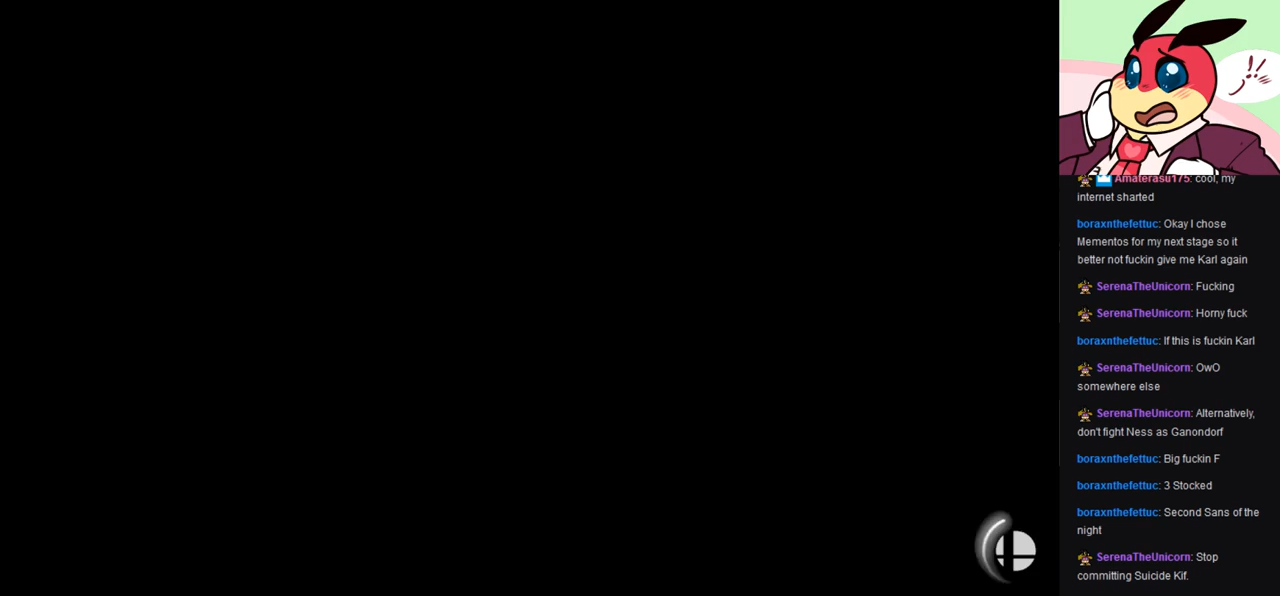 !!
Amaterasu175: cool, my
internet sharted
boraxnthefettuc: Okay I chose
Mementos for my next stage so it
better not fuckin give me Karl again
SerenaTheUnicorn: Fucking
SerenaTheUnicorn: Horny fuck
boraxnthefettuc: If this is fuckin Karl
SerenaTheUnicorn: OwO
somewhere else
SerenaTheUnicorn: Alternatively,
don't fight Ness as Ganondorf
boraxnthefettuc: Big fuckin F
boraxnthefettuc: 3 Stocked
boraxnthefettuc: Second Sans of the
night
SerenaTheUnicorn: Stop
committing Suicide Kif.